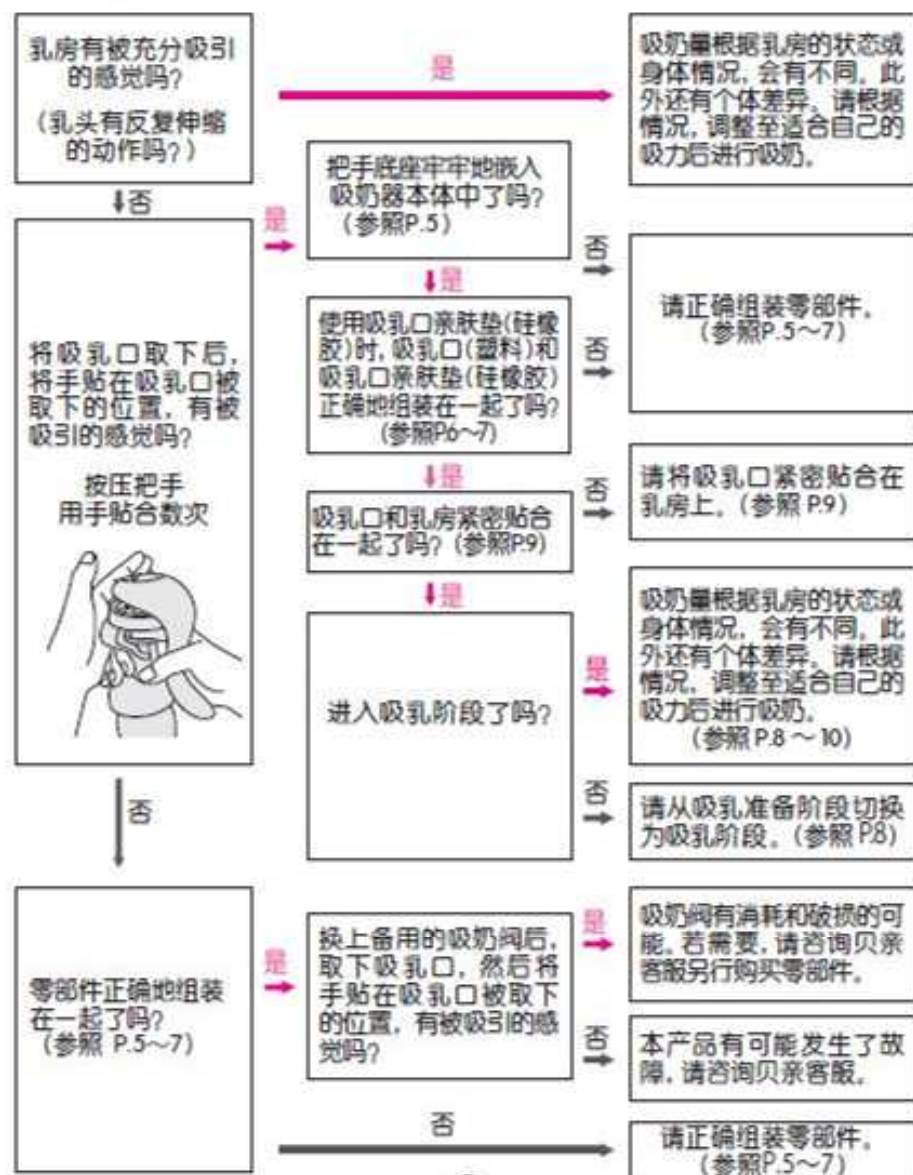 乳房有被充分吸引
的感觉吗?
(乳头有反复伸缩
的动作吗?)
是
吸奶量根据乳房的状态或
身体情况,会有不同。此
外还有个体差异。请根据
情况,调整至适合自己的
吸力后进行吸奶。
否
将吸乳口取下后,
将手贴在吸乳口被
取下的位置,有被
吸引的感觉吗?
按压把手
用手贴合数次
是
把手底座牢牢地嵌入
吸奶器本体中了吗?
(参照P.5)
否
请正确组装零部件。
(参照P.5~7)
是
使用吸乳口亲肤垫(硅橡
胶)时,吸乳口(塑料)和
吸乳口亲肤垫(硅橡胶)
正确地组装在一起了吗?
(参照P.6~7)
否
是
吸乳口和乳房紧密贴合
在一起了吗?(参照P.9)
否
请将吸乳口紧密贴合在
乳房上。(参照 P.9)
是
进入吸乳阶段了吗?
是
吸奶量根据乳房的状态或
身体情况,会有不同。此
外还有个体差异。请根据
情况,调整至适合自己的
吸力后进行吸奶。
(参照 P.8 ~ 10)
否
请从吸乳准备阶段切换
为吸乳阶段。(参照 P.8)
否
零部件正确地组装
在一起了吗?
(参照 P.5~7)
是
换上备用的吸奶阀后,
取下吸乳口,然后将
手贴在吸乳口被取下
的位置,有被吸引的感
觉吗?
是
吸奶阀有消耗和破损的可
能。若需要,请咨询贝亲
客服另行购买零部件。
否
本产品有可能发生了故
障,请咨询贝亲客服。
否
请正确组装零部件。
(参照P.5~7)